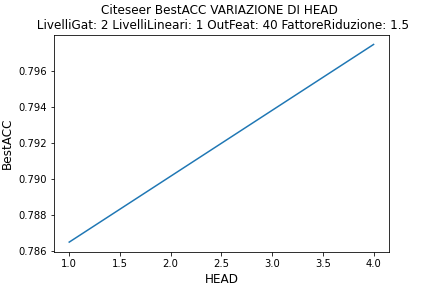 Citeseer BestACC VARIAZIONE DI HEAD
LivelliGat: 2 LivelliLineari: 1 OutFeat: 40 FattoreRiduzione: 1.5
0.796
0.794
0.792
0.790
0.788
0.786
BestACC
1.0 1.5 2.0 2.5 3.0 3.5 4.0
HEAD